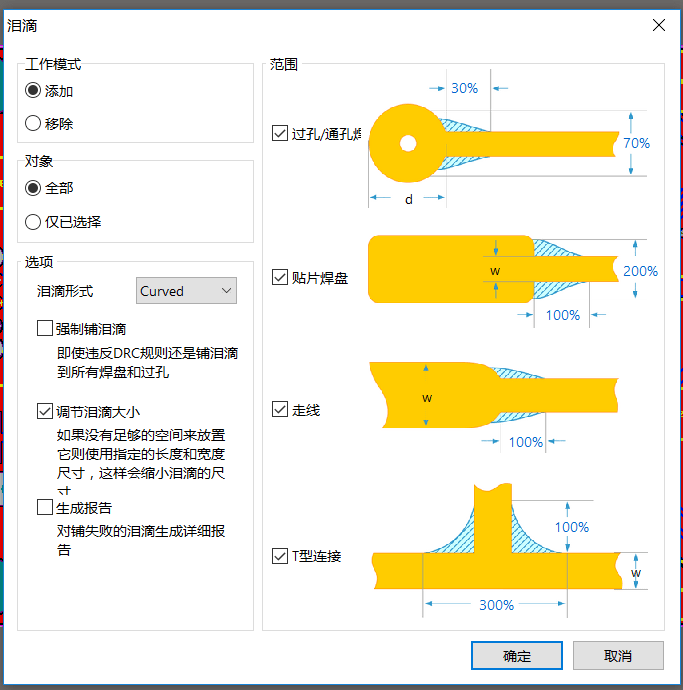 泪滴
工作模式
添加
移除
对象
全部
仅已选择
选项
泪滴形式
Curved
强制辅泪滴
即使违反DRC规则还是辅泪滴
到所有焊盘和过孔
调节泪滴大小
如果没有足够的空间来放置
它则使用指定的长度和宽度
尺寸，这样会缩小泪滴的尺
寸
生成报告
对辅失败的泪滴生成详细报
告
范围
过孔/通孔焊
30%
70%
d
贴片焊盘
w
200%
100%
走线
w
100%
T型连接
100%
w
300%
确定
取消